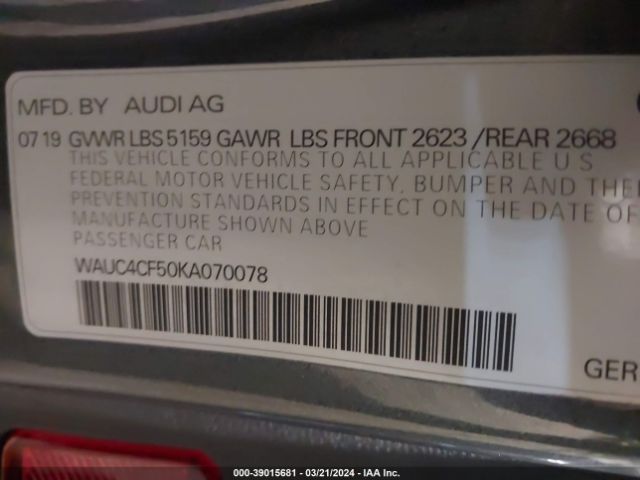 MFD. BY AUDI AG
07 19 GVWR LBS 5159 GAWR LBS FRONT 2623 / REAR 2668
THIS VEHICLE CONFORMS TO ALL APPLICABLE U S
FEDERAL MOTOR VEHICLE SAFETY, BUMPER AND THE
PREVENTION STANDARDS IN EFFECT ON THE DATE OF
MANUFACTURE SHOWN ABOVE
PASSENGER CAR
WAUC4CF50KA070078
GER
000-39015681 - 03/21/2024 - IAA Inc.